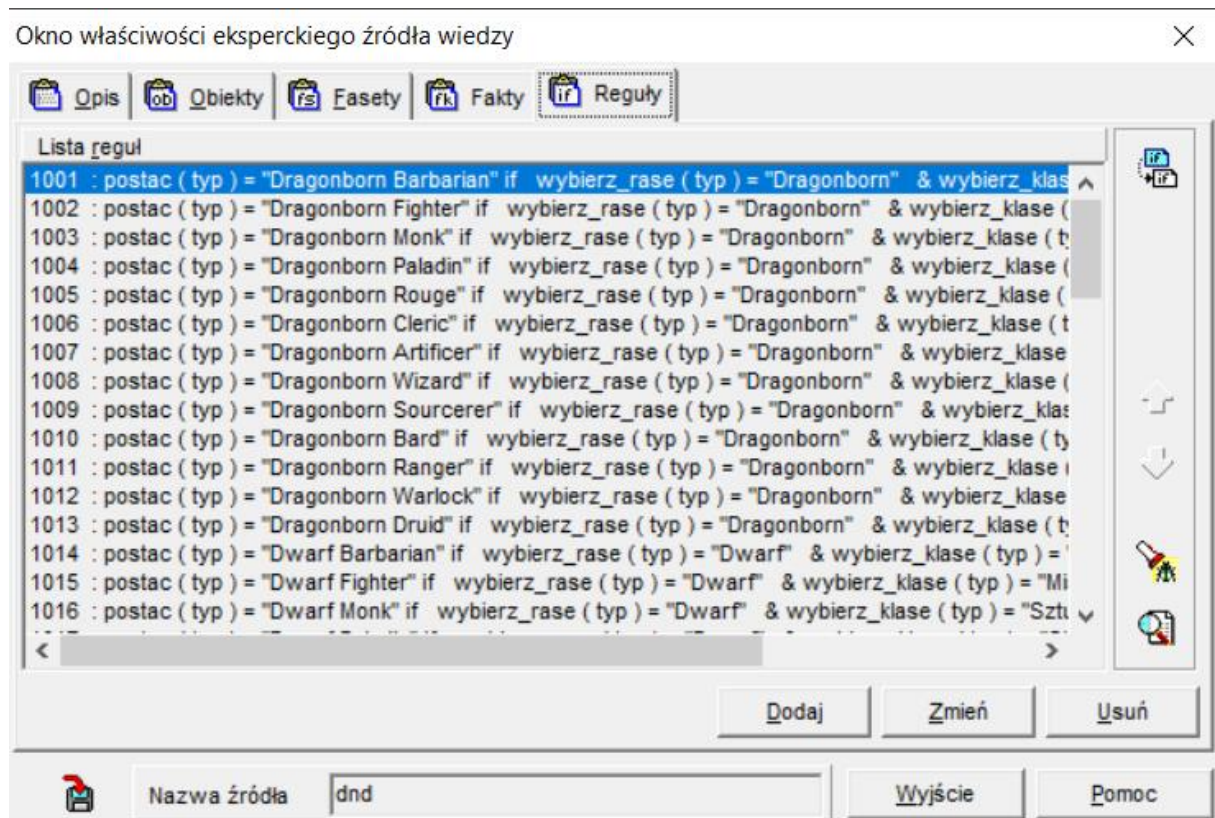 Okno właściwości eksperckiego źródła wiedzy
Opis Obiekty Fasety Fakty Reguły
Lista reguł
1001 : postac ( typ ) = "Dragonborn Barbarian" if wybierz_rase ( typ ) = "Dragonborn" & wybierz_klas
1002 : postac ( typ ) = "Dragonborn Fighter" if wybierz_rase ( typ ) = "Dragonborn" & wybierz_klase (
1003 : postac ( typ ) = "Dragonborn Monk" if wybierz_rase ( typ ) = "Dragonborn" & wybierz_klase ( ty
1004 : postac ( typ ) = "Dragonborn Paladin" if wybierz_rase ( typ ) = "Dragonborn" & wybierz_klase (
1005 : postac ( typ ) = "Dragonborn Rouge" if wybierz_rase ( typ ) = "Dragonborn" & wybierz_klase (
1006 : postac ( typ ) = "Dragonborn Cleric" if wybierz_rase ( typ ) = "Dragonborn" & wybierz_klase ( t
1007 : postac ( typ ) = "Dragonborn Artificer" if wybierz_rase ( typ ) = "Dragonborn" & wybierz_klase
1008 : postac ( typ ) = "Dragonborn Wizard" if wybierz_rase ( typ ) = "Dragonborn" & wybierz_klase (
1009 : postac ( typ ) = "Dragonborn Sourcerer" if wybierz_rase ( typ ) = "Dragonborn" & wybierz_klas
1010 : postac ( typ ) = "Dragonborn Bard" if wybierz_rase ( typ ) = "Dragonborn" & wybierz_klase ( ty
1011 : postac ( typ ) = "Dragonborn Ranger" if wybierz_rase ( typ ) = "Dragonborn" & wybierz_klase (
1012 : postac ( typ ) = "Dragonborn Warlock" if wybierz_rase ( typ ) = "Dragonborn" & wybierz_klase
1013 : postac ( typ ) = "Dragonborn Druid" if wybierz_rase ( typ ) = "Dragonborn" & wybierz_klase ( ty
1014 : postac ( typ ) = "Dwarf Barbarian" if wybierz_rase ( typ ) = "Dwarf" & wybierz_klase ( typ ) = "
1015 : postac ( typ ) = "Dwarf Fighter" if wybierz_rase ( typ ) = "Dwarf" & wybierz_klase ( typ ) = "Mi
1016 : postac ( typ ) = "Dwarf Monk" if wybierz_rase ( typ ) = "Dwarf" & wybierz_klase ( typ ) = "Sztu
Dodaj Zmień Usuń
Nazwa źródła dnd Wyjście Pomoc